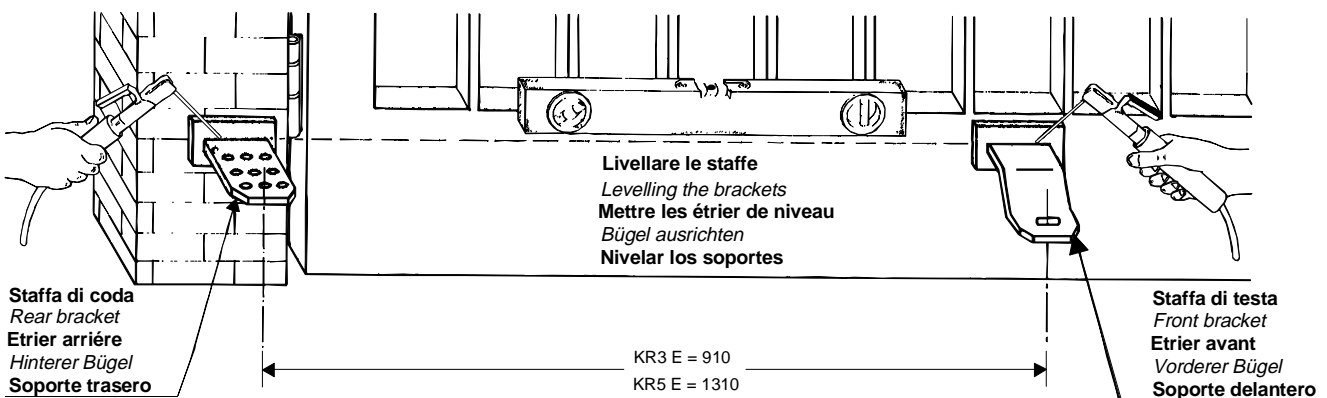 Livellare le staffe
Levelling the brackets
Mettre les étrier de niveau
Bügel ausrichten
Nivelar los soportes
Staffa di coda
Rear bracket
Etrier arriére
Hinterer Bügel
Soporte trasero
Staffa di testa
Front bracket
Etrier avant
Vorderer Bügel
Soporte delantero
KR3 E = 910
KR5 E = 1310